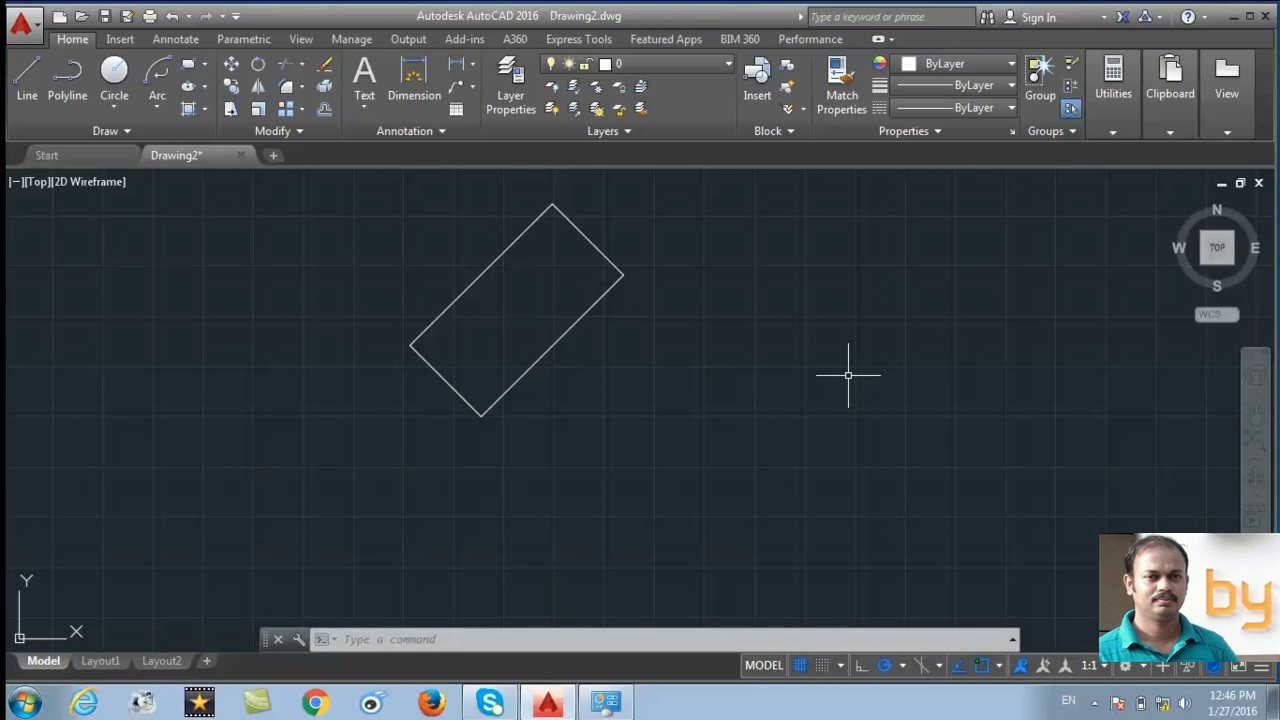 Autodesk AutoCAD 2016 Drawing2.dwg
Type a keyword or phrase
Sign In
Home Insert Annotate Parametric View Manage Output Add-ins A360 Express Tools Featured Apps BIM 360 Performance
Line Polyline Circle Arc Text Dimension Layer Properties Insert Match Properties Group Utilities Clipboard View
0
ByLayer
ByLayer
ByLayer
Draw Modify Annotation Layers Block Properties Groups
Start Drawing2*
[−][Top][2D Wireframe]
N
W TOP E
S
WCS
by
Y
X
Type a command
Model Layout1 Layout2 MODEL 1:1
EN
12:46 PM
1/27/2016